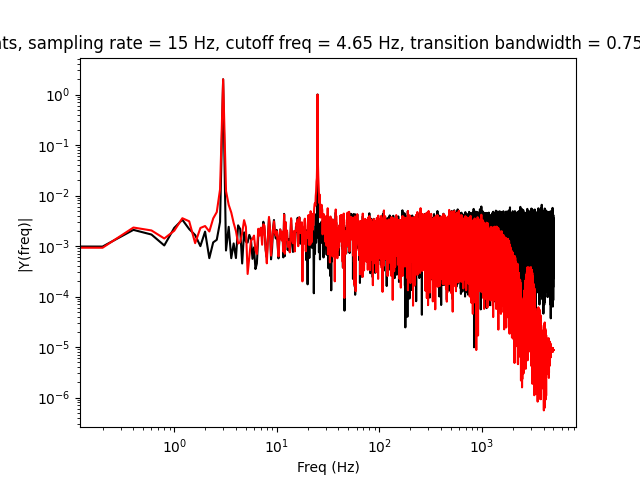 sampling rate = 15 Hz, cutoff freq = 4.65 Hz, transition bandwidth = 0.75
10⁰
10⁻¹
10⁻²
10⁻³
10⁻⁴
10⁻⁵
10⁻⁶
|Y(freq)|
10⁰ 10¹ 10² 10³
Freq (Hz)